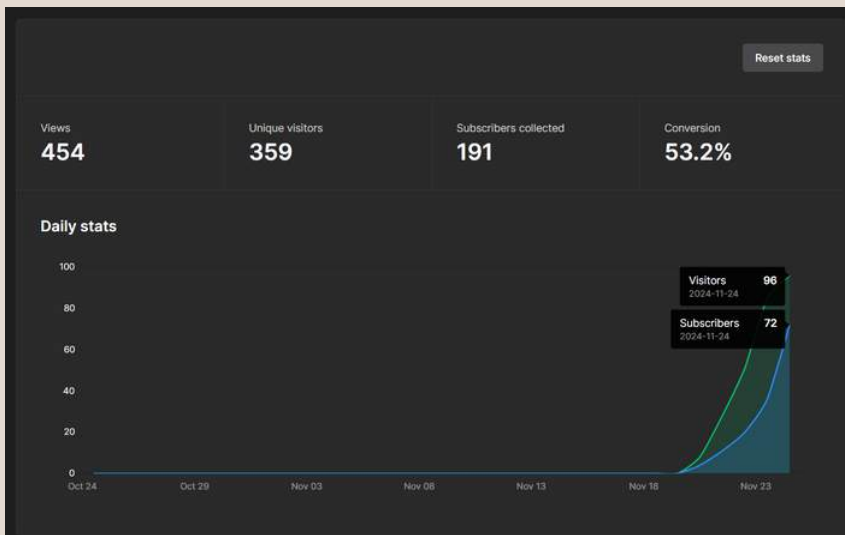 Reset stats
Views
454
Unique visitors
359
Subscribers collected
191
Conversion
53.2%
Daily stats
100
80
60
40
20
0
Visitors 96
2024-11-24
Subscribers 72
2024-11-24
Oct 24 Oct 29 Nov 03 Nov 08 Nov 13 Nov 18 Nov 23